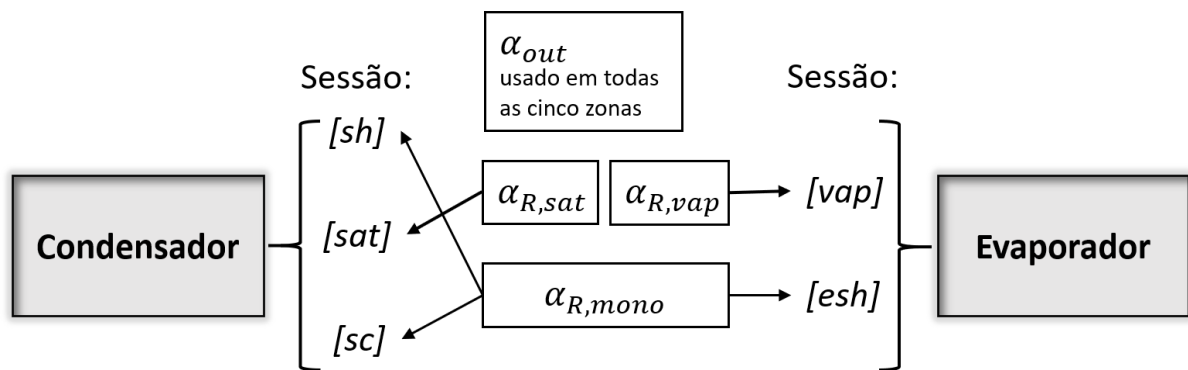 α_out
usado em todas
as cinco zonas
Sessão:
Sessão:
[sh]
[sat]
[sc]
Condensador
α_R,sat
α_R,vap
α_R,mono
[vap]
[esh]
Evaporador